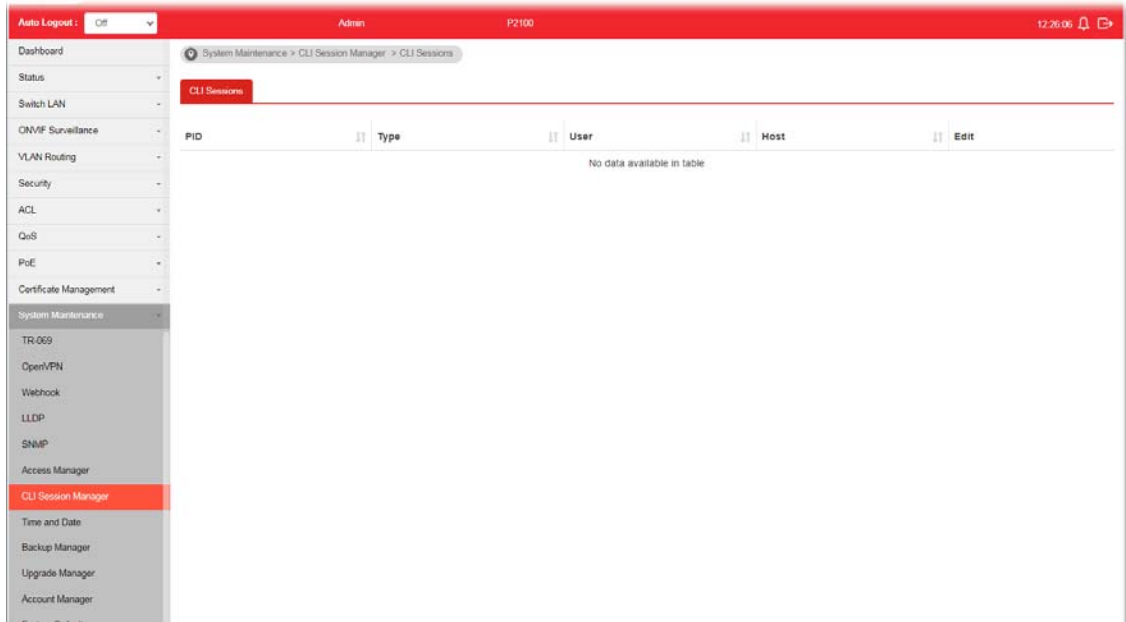 Auto Logout : Off Admin P2100 12:26:06
Dashboard
Status
Switch LAN
ONVIF Surveillance
VLAN Routing
Security
ACL
QoS
PoE
Certificate Management
System Maintenance
TR-069
OpenVPN
Webhook
LLDP
SNMP
Access Manager
CLI Session Manager
Time and Date
Backup Manager
Upgrade Manager
Account Manager
System Maintenance > CLI Session Manager > CLI Sessions
CLI Sessions
PID Type User Host Edit
No data available in table